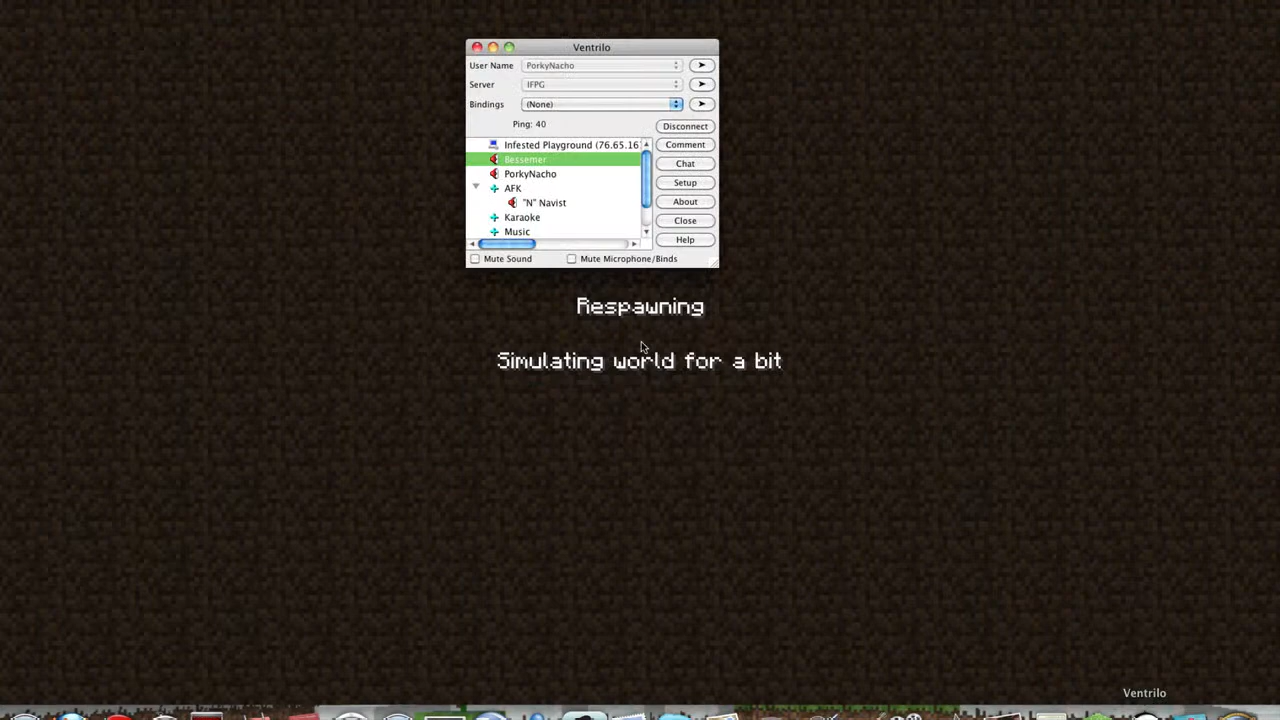 Ventrilo
User Name PorkyNacho
Server IFPG
Bindings (None)
Ping: 40
Disconnect
Infested Playground (76.65.16
Comment
Bessemer
Chat
PorkyNacho
AFK
Setup
"N" Navist
About
Karaoke
Close
Music
Help
Mute Sound Mute Microphone/Binds
Respawning
Simulating world for a bit
Ventrilo